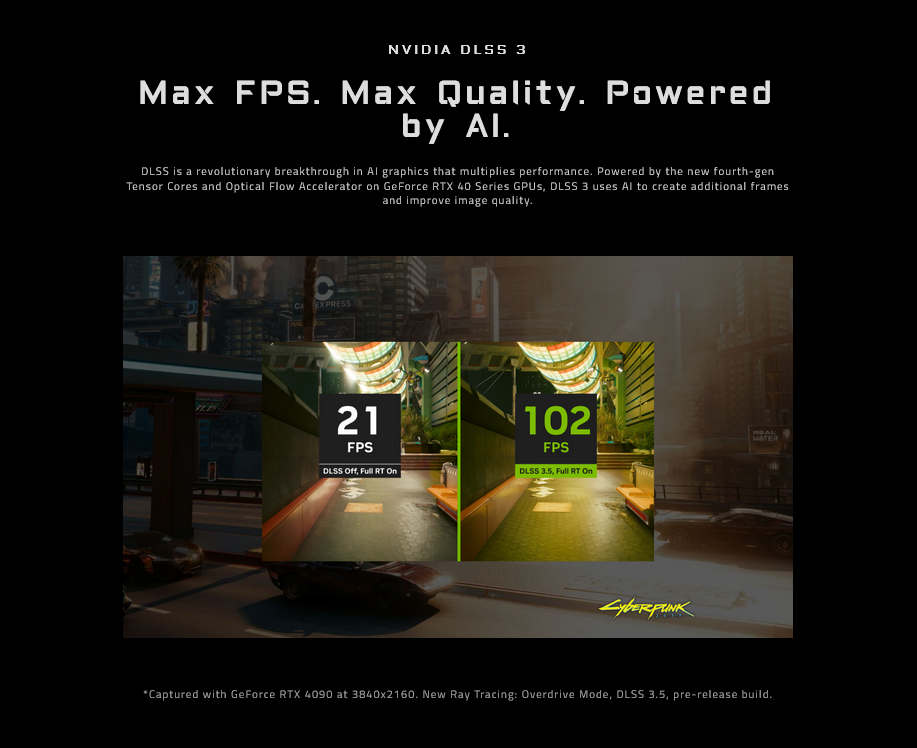 NVIDIA DLSS 3
Max FPS. Max Quality. Powered
by AI.
DLSS is a revolutionary breakthrough in AI graphics that multiplies performance. Powered by the new fourth-gen
Tensor Cores and Optical Flow Accelerator on GeForce RTX 40 Series GPUs, DLSS 3 uses AI to create additional frames
and improve image quality.
21
FPS
DLSS Off, Full RT On
102
FPS
DLSS 3.5, Full RT On
REAL
WATER
Cyberpunk
*Captured with GeForce RTX 4090 at 3840x2160. New Ray Tracing: Overdrive Mode, DLSS 3.5, pre-release build.